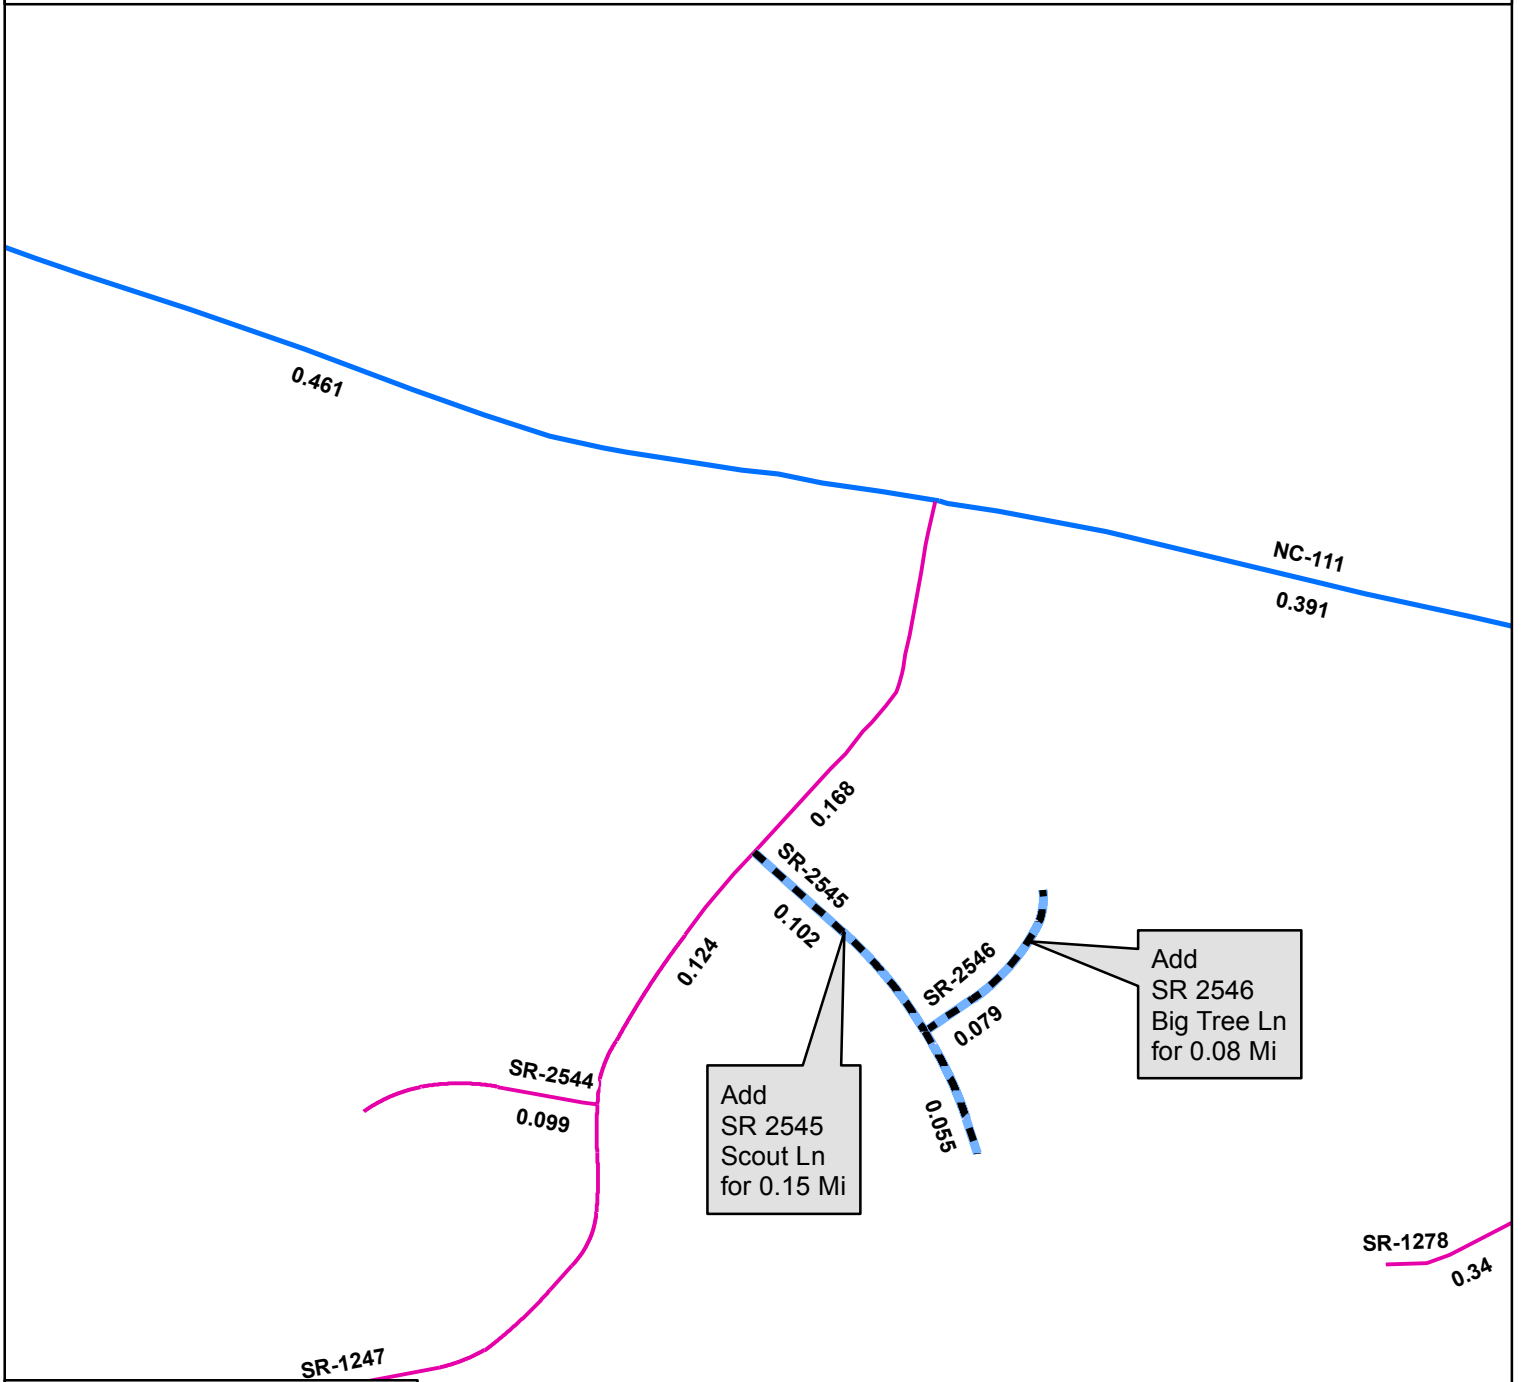 0.461
NC-111
0.391
0.168
SR-2545
0.102
0.124
SR-2546
0.079
Add
SR 2546
Big Tree Ln
for 0.08 Mi
SR-2544
0.099
Add
SR 2545
Scout Ln
for 0.15 Mi
0.055
SR-1278
0.34
SR-1247